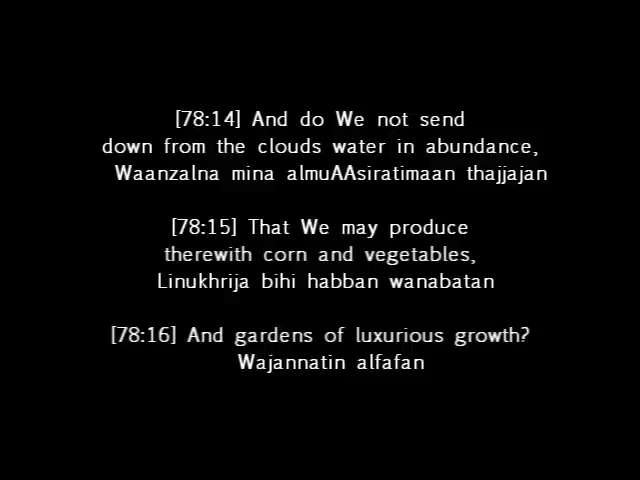 [78:14] And do We not send
down from the clouds water in abundance,
Waanzalna mina almuAAsiratimaan thajjajan
[78:15] That We may produce
therewith corn and vegetables,
Linukhrija bihi habban wanabatan
[78:16] And gardens of luxurious growth?
Wajannatin alfafan